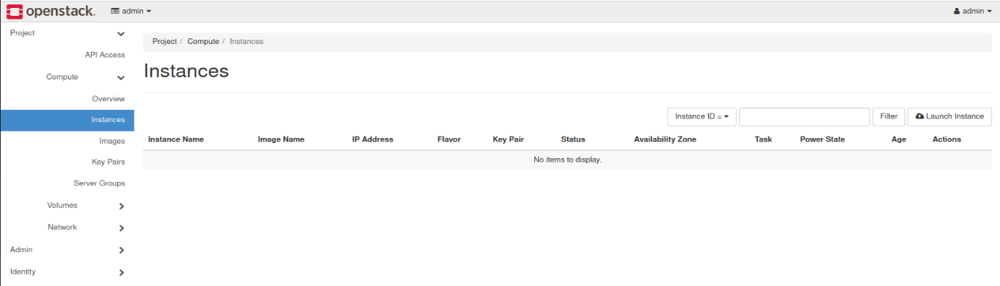 openstack. admin admin
Project
API Access
Compute
Overview
Instances
Images
Key Pairs
Server Groups
Volumes
Network
Admin
Identity
Project / Compute / Instances
Instances
Instance ID = Filter Launch Instance
Instance Name Image Name IP Address Flavor Key Pair Status Availability Zone Task Power State Age Actions
No items to display.